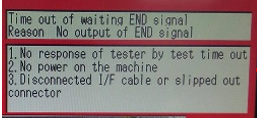 Time out of waiting END signal
Reason  No output of END signal
1.No response of tester by test time out
2.No power on the machine
3.Disconnected I/F cable or slipped out
connector